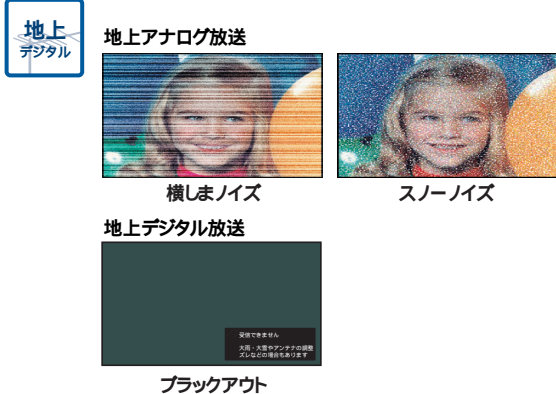 地上
デジタル
地上アナログ放送
横しまノイズ
スノーノイズ
地上デジタル放送
受信できません
大雨・大雪やアンテナの調整
ズレなどの場合もあります
ブラックアウト